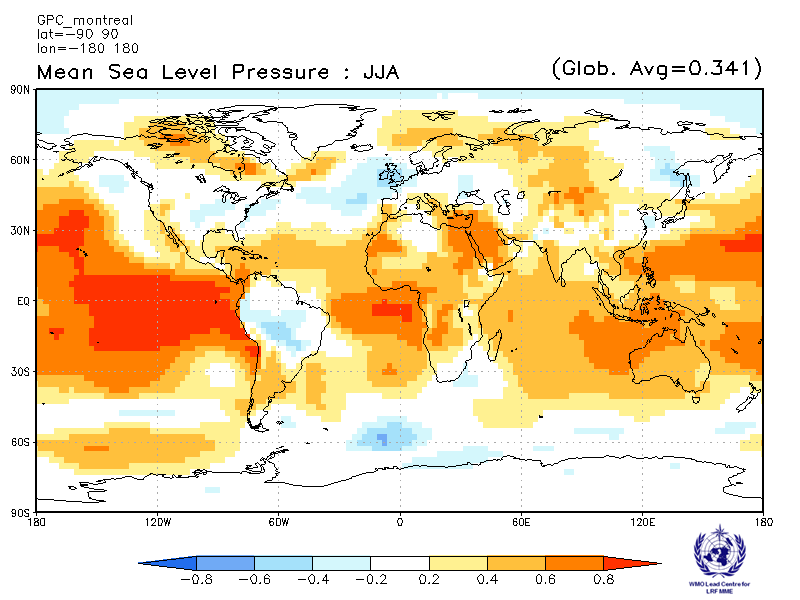 GPC_montreal
lat=−90 90
lon=−180 180
Mean Sea Level Pressure : JJA
(Glob. Avg=0.341)
90N
60N
30N
EQ
30S
60S
90S
180 120W 60W 0 60E 120E 180
−0.8 −0.6 −0.4 −0.2 0.2 0.4 0.6 0.8
WMO Lead Centre for
LRF MME